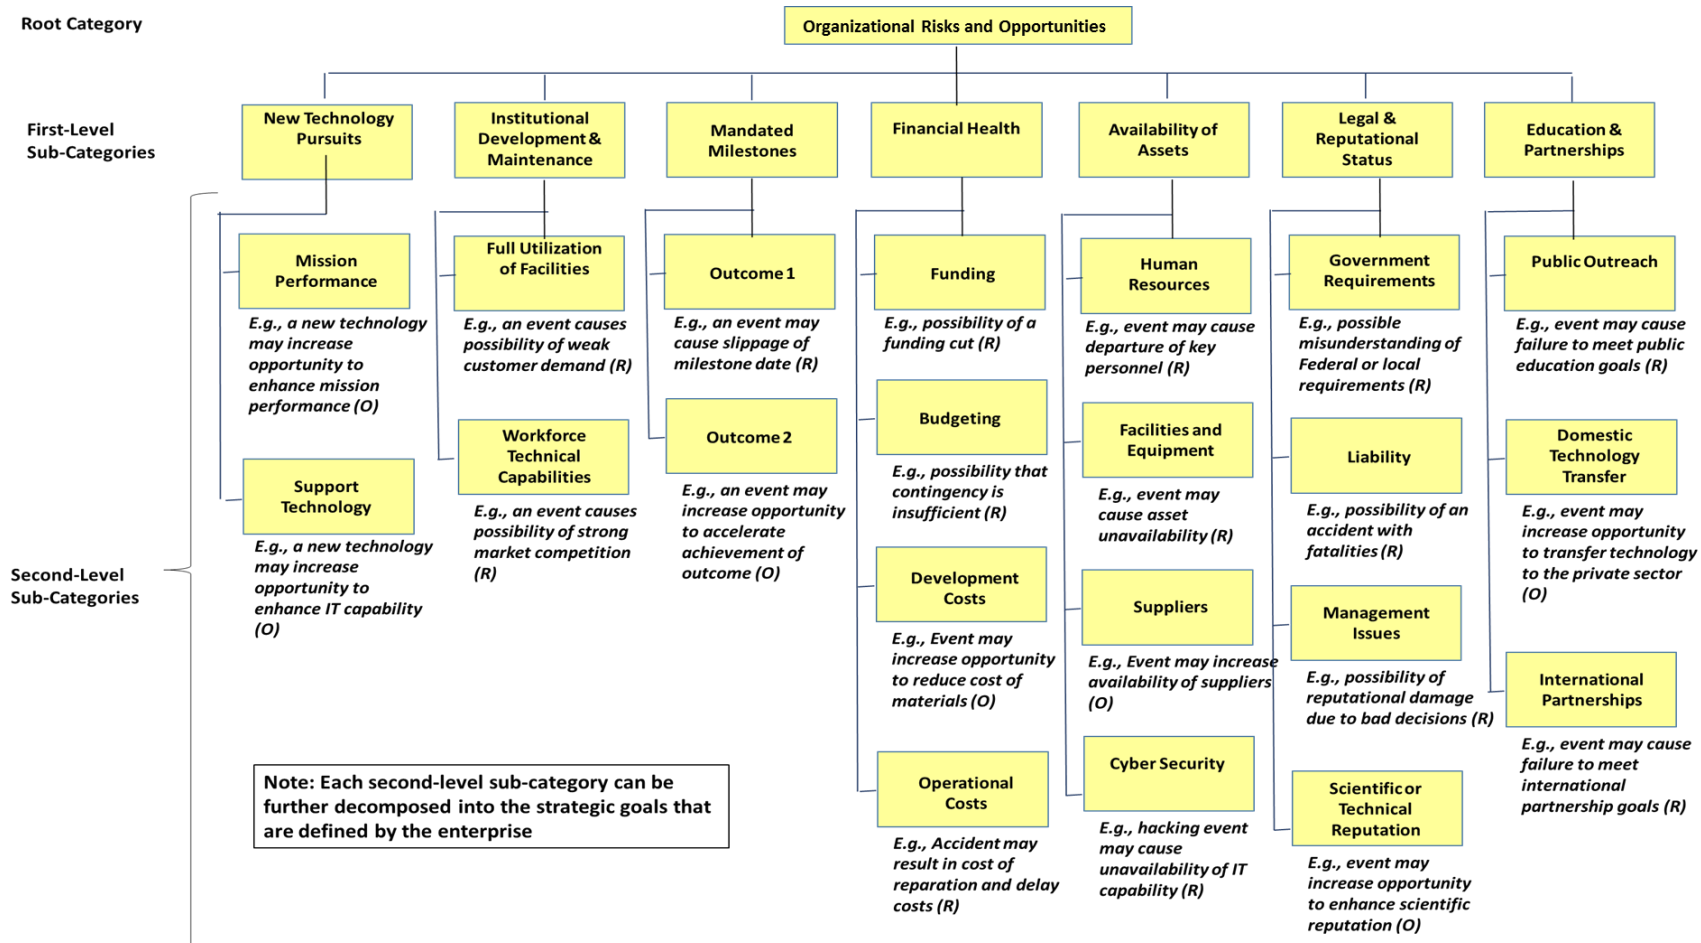 Root Category
Organizational Risks and Opportunities
First-Level
Sub-Categories
New Technology
Pursuits
Institutional
Development &
Maintenance
Mandated
Milestones
Financial Health
Availability of
Assets
Legal &
Reputational
Status
Education &
Partnerships
Second-Level
Sub-Categories
Mission
Performance
E.g., a new technology
may increase
opportunity to
enhance mission
performance (O)
Support
Technology
E.g., a new technology
may increase
opportunity to
enhance IT capability
(O)
Full Utilization
of Facilities
E.g., an event causes
possibility of weak
customer demand (R)
Workforce
Technical
Capabilities
E.g., an event causes
possibility of strong
market competition
(R)
Outcome 1
E.g., an event may
cause slippage of
milestone date (R)
Outcome 2
E.g., an event may
increase opportunity
to accelerate
achievement of
outcome (O)
Funding
E.g., possibility of a
funding cut (R)
Budgeting
E.g., possibility that
contingency is
insufficient (R)
Development
Costs
E.g., Event may
increase opportunity
to reduce cost of
materials (O)
Operational
Costs
E.g., Accident may
result in cost of
reparation and delay
costs (R)
Human
Resources
E.g., event may cause
departure of key
personnel (R)
Facilities and
Equipment
E.g., event may
cause asset
unavailability (R)
Suppliers
E.g., Event may increase
availability of suppliers
(O)
Cyber Security
E.g., hacking event
may cause
unavailability of IT
capability (R)
Government
Requirements
E.g., possible
misunderstanding of
Federal or local
requirements (R)
Liability
E.g., possibility of an
accident with
fatalities (R)
Management
Issues
E.g., possibility of
reputational damage
due to bad decisions (R)
Scientific or
Technical
Reputation
E.g., event may
increase opportunity
to enhance scientific
reputation (O)
Public Outreach
E.g., event may cause
failure to meet public
education goals (R)
Domestic
Technology
Transfer
E.g., event may
increase opportunity
to transfer technology
to the private sector
(O)
International
Partnerships
E.g., event may cause
failure to meet
international
partnership goals (R)
Note: Each second-level sub-category can be
further decomposed into the strategic goals that
are defined by the enterprise